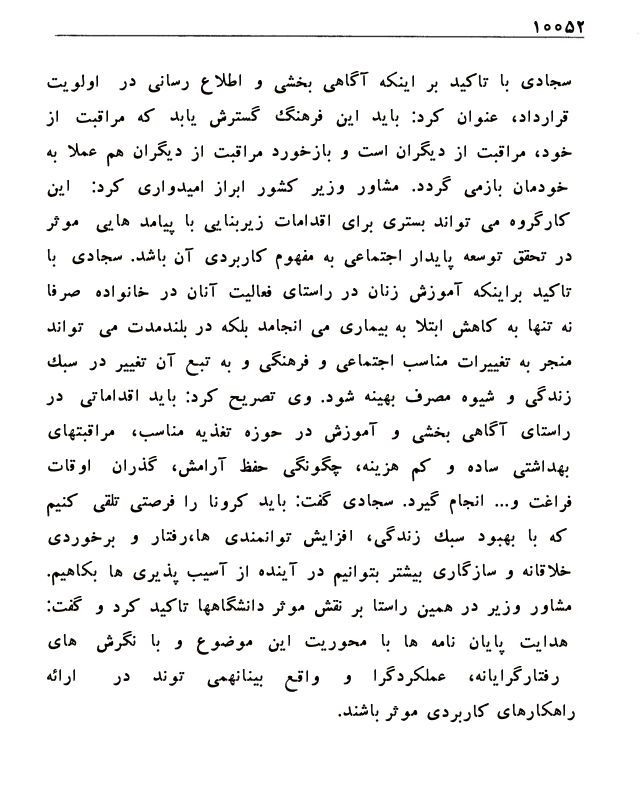 ۱۰۰۵۲
سجادی با تاکید بر اینکه آگاهی بخشی و اطلاع رسانی در اولویت
قرارداد، عنوان کرد: باید این فرهنگ گسترش یابد که مراقبت از
خود، مراقبت از دیگران است و بازخورد مراقبت از دیگران هم عملا به
خودمان بازمی گردد. مشاور وزیر کشور ابراز امیدواری کرد: این
کارگروه می تواند بستری برای اقدامات زیربنایی با پیامد هایی موثر
در تحقق توسعه پایدار اجتماعی به مفهوم کاربردی آن باشد. سجادی با
تاکید براینکه آموزش زنان در راستای فعالیت آنان در خانواده صرفا
نه تنها به کاهش ابتلا به بیماری می انجامد بلکه در بلندمدت می تواند
منجر به تغییرات مناسب اجتماعی و فرهنگی و به تبع آن تغییر در سبک
زندگی و شیوه مصرف بهینه شود. وی تصریح کرد: باید اقداماتی در
راستای آگاهی بخشی و آموزش در حوزه تغذیه مناسب، مراقبتهای
بهداشتی ساده و کم هزینه، چگونگی حفظ آرامش، گذران اوقات
فراغت و... انجام گیرد. سجادی گفت: باید کرونا را فرصتی تلقی کنیم
که با بهبود سبک زندگی، افزایش توانمندی ها،رفتار و برخوردی
خلاقانه و سازگاری بیشتر بتوانیم در آینده از آسیب پذیری ها بکاهیم.
مشاور وزیر در همین راستا بر نقش موثر دانشگاهها تاکید کرد و گفت:
هدایت پایان نامه ها با محوریت این موضوع و با نگرش های
رفتارگرایانه، عملکردگرا و واقع بینانهمی توند در ارائه
راهکارهای کاربردی موثر باشند.